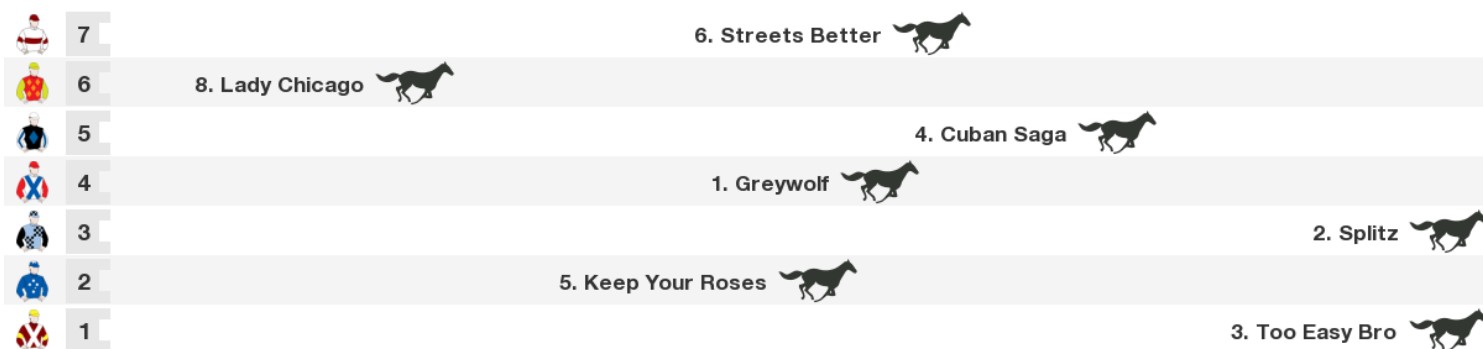 7 6. Streets Better
6 8. Lady Chicago
5 4. Cuban Saga
4 1. Greywolf
3 2. Splitz
2 5. Keep Your Roses
1 3. Too Easy Bro